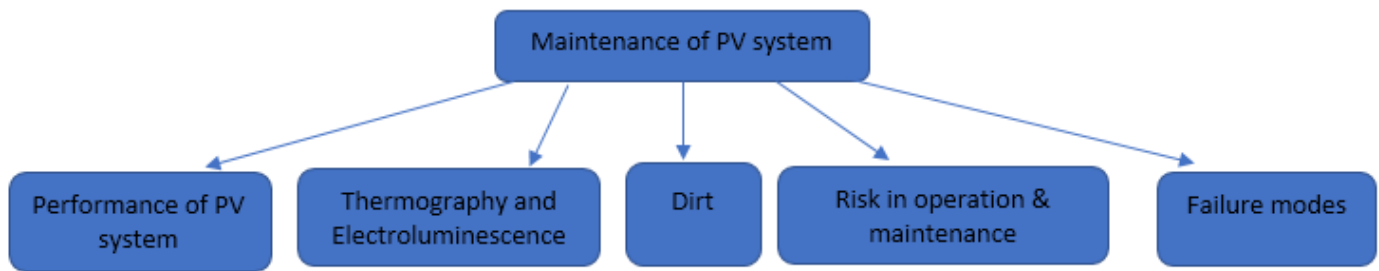 Maintenance of PV system
Performance of PV
system
Thermography and
Electroluminescence
Dirt
Risk in operation &
maintenance
Failure modes